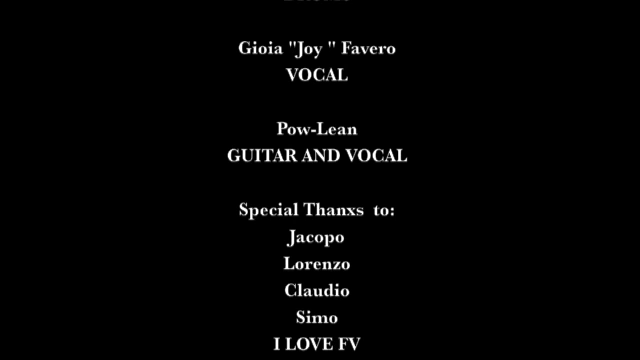 Gioia "Joy " Favero
VOCAL
Pow-Lean
GUITAR AND VOCAL
Special Thanxs  to:
Jacopo
Lorenzo
Claudio
Simo
I LOVE FV